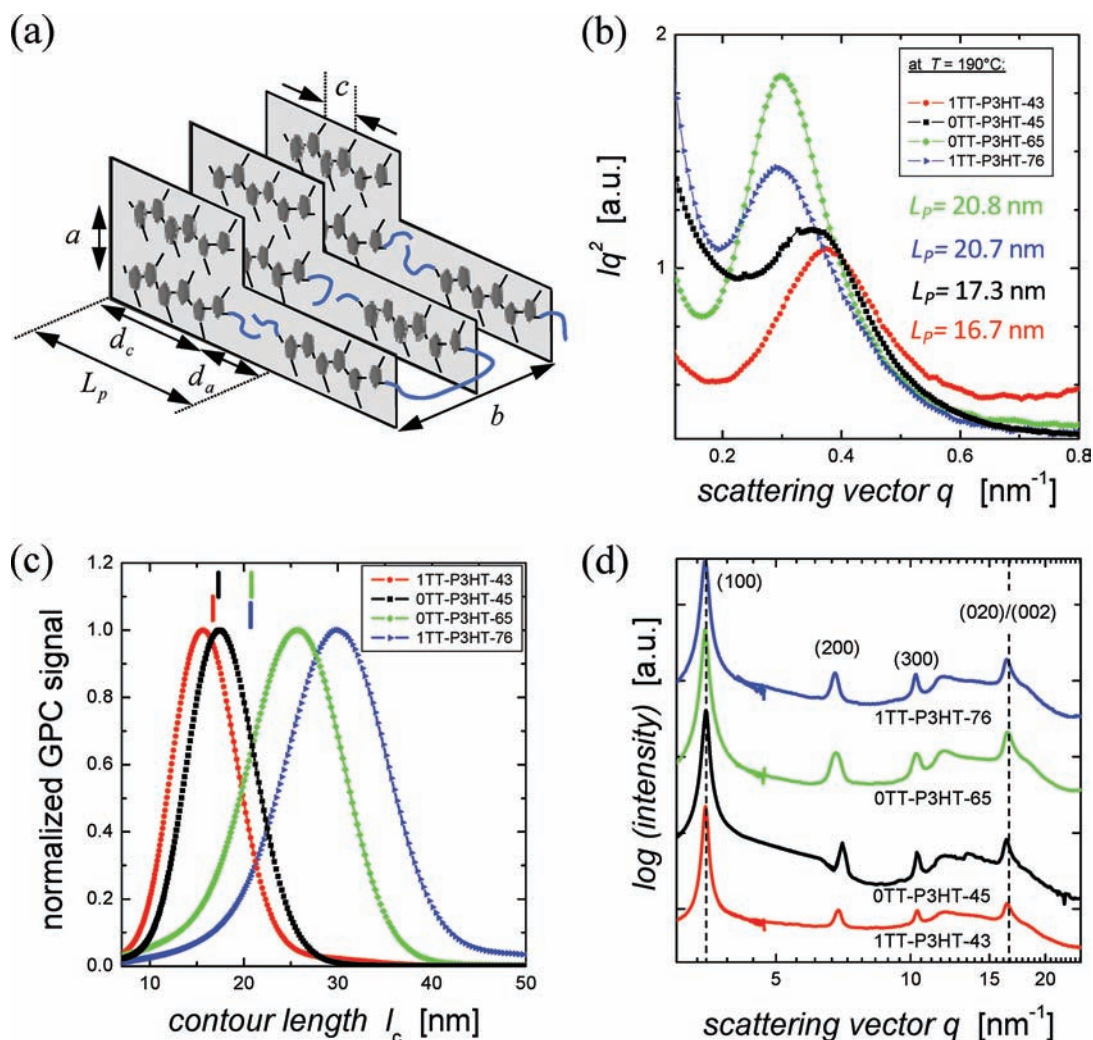 (a)
c
a
d_c
d_a
L_p
b
(b)
Iq² [a.u.]
2
1
at T = 190°C:
1TT-P3HT-43
0TT-P3HT-45
0TT-P3HT-65
1TT-P3HT-76
L_P= 20.8 nm
L_P= 20.7 nm
L_P= 17.3 nm
L_P= 16.7 nm
0.2 0.4 0.6 0.8
scattering vector q [nm⁻¹]
(c)
normalized GPC signal
1.2
1.0
0.8
0.6
0.4
0.2
0.0
1TT-P3HT-43
0TT-P3HT-45
0TT-P3HT-65
1TT-P3HT-76
10 20 30 40 50
contour length l_c [nm]
(d)
log (intensity) [a.u.]
(100)
(020)/(002)
(200)
(300)
1TT-P3HT-76
0TT-P3HT-65
0TT-P3HT-45
1TT-P3HT-43
5 10 15 20
scattering vector q [nm⁻¹]